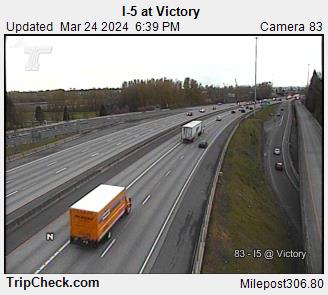 I-5 at Victory
Updated Mar 24 2024 6:39 PM Camera 83
N
83 - I5 @ Victory
TripCheck.com Milepost306.80